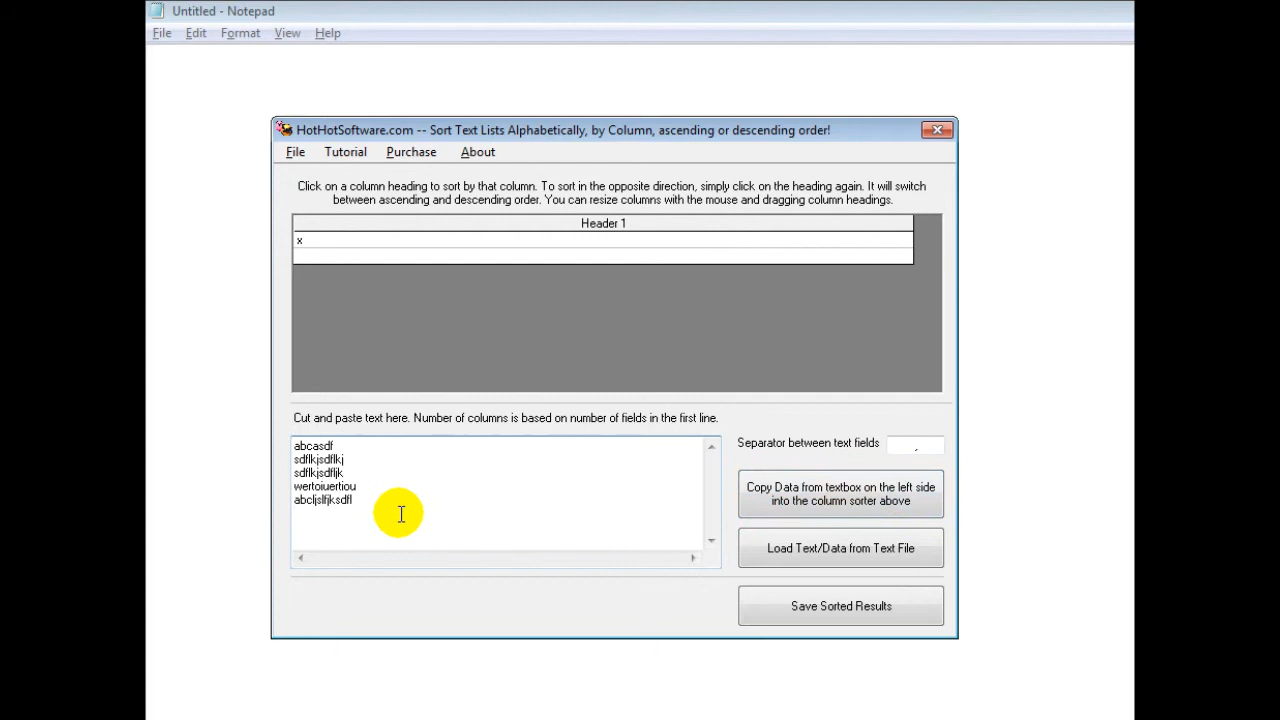 Untitled - Notepad
File Edit Format View Help
HotHotSoftware.com -- Sort Text Lists Alphabetically, by Column, ascending or descending order!
File Tutorial Purchase About
Click on a column heading to sort by that column. To sort in the opposite direction, simply click on the heading again. It will switch
between ascending and descending order. You can resize columns with the mouse and dragging column headings.
Header 1
x
Cut and paste text here. Number of columns is based on number of fields in the first line.
abcasdf
sdflkjsdflkj
sdflkjsdfljk
wertoiuertiou
abcljslfjksdfl
Separator between text fields ,
Copy Data from textbox on the left side
into the column sorter above
Load Text/Data from Text File
Save Sorted Results